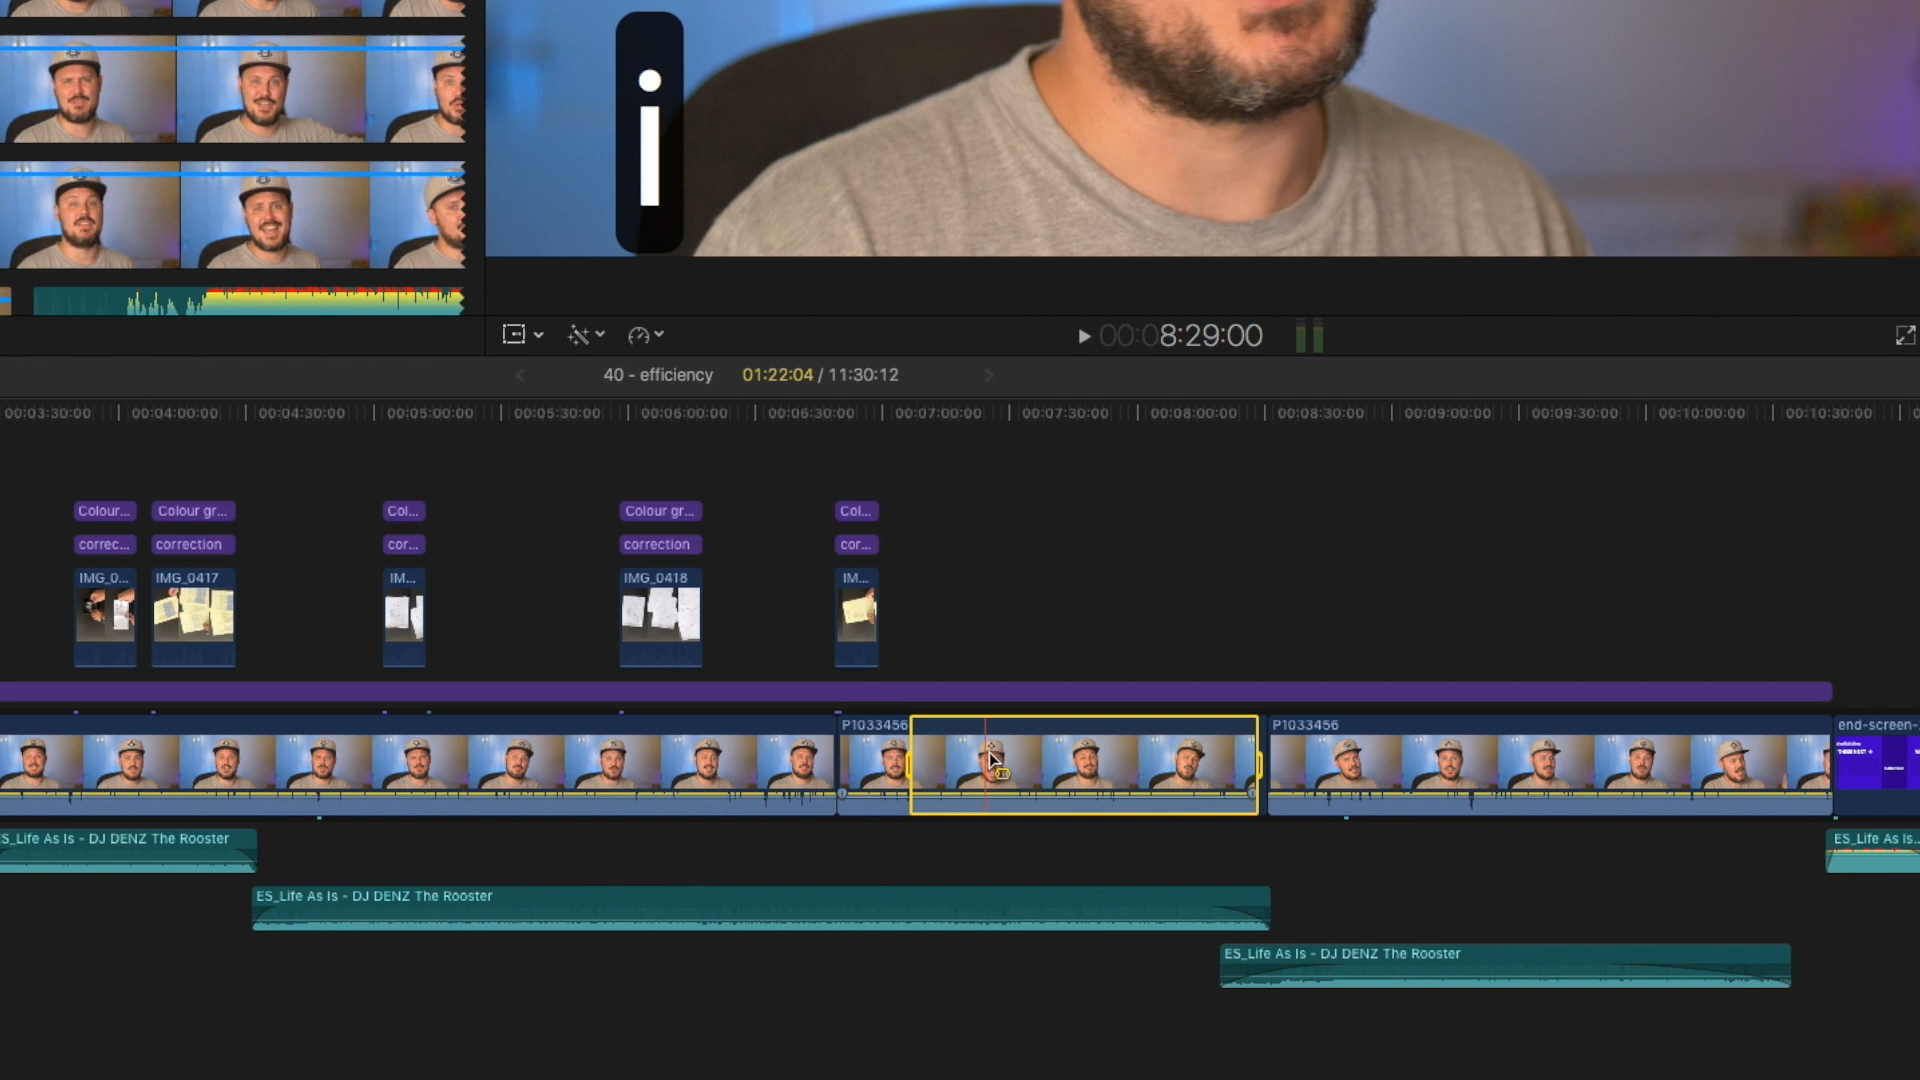 i
00:08:29:00
40 - efficiency 01:22:04 / 11:30:12
00:03:30:00 00:04:00:00 00:04:30:00 00:05:00:00 00:05:30:00 00:06:00:00 00:06:30:00 00:07:00:00 00:07:30:00 00:08:00:00 00:08:30:00 00:09:00:00 00:09:30:00 00:10:00:00 00:10:30:00
Colour... Colour gr... Col... Colour gr... Col...
correc... correction cor... correction cor...
IMG_0... IMG_0417 IM... IMG_0418 IM...
P1033456 P1033456 end-screen-
ES_Life As Is - DJ DENZ The Rooster ES_Life As Is...
ES_Life As Is - DJ DENZ The Rooster
ES_Life As Is - DJ DENZ The Rooster